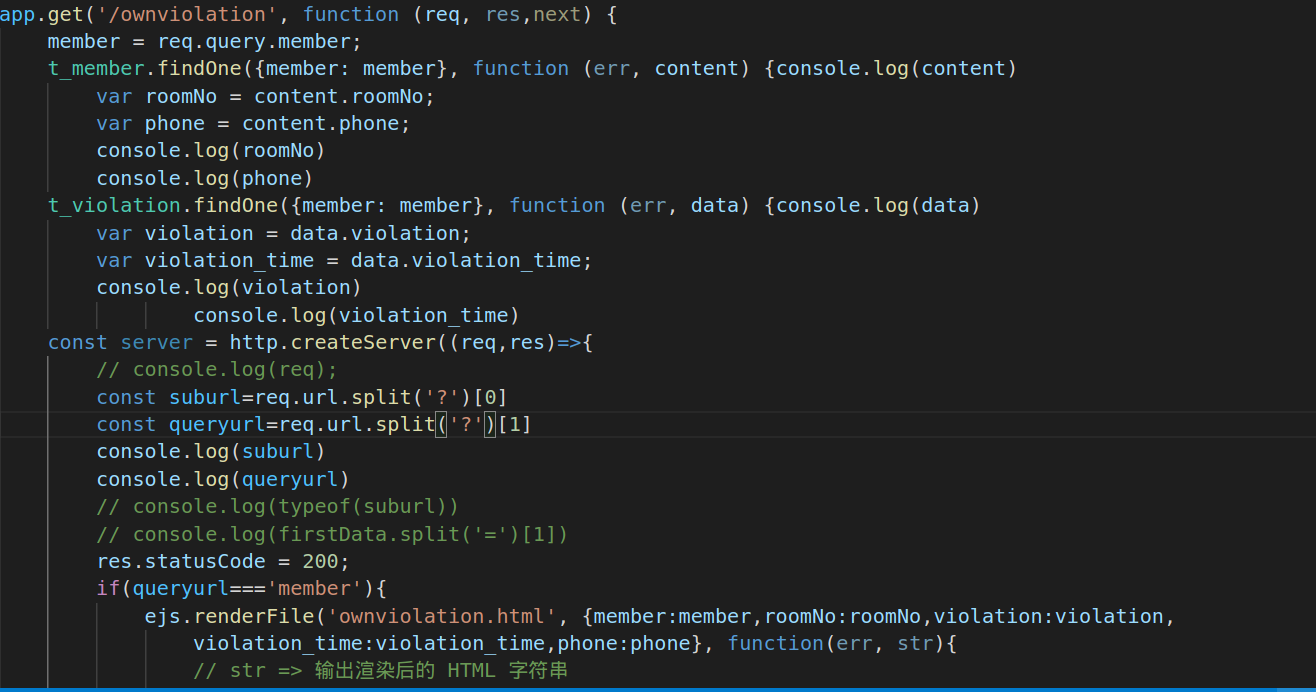 app.get('/ownviolation', function (req, res,next) {
    member = req.query.member;
    t_member.findOne({member: member}, function (err, content) {console.log(content)
        var roomNo = content.roomNo;
        var phone = content.phone;
        console.log(roomNo)
        console.log(phone)
    t_violation.findOne({member: member}, function (err, data) {console.log(data)
        var violation = data.violation;
        var violation_time = data.violation_time;
        console.log(violation)
                console.log(violation_time)
    const server = http.createServer((req,res)=>{
        // console.log(req);
        const suburl=req.url.split('?')[0]
        const queryurl=req.url.split('?')[1]
        console.log(suburl)
        console.log(queryurl)
        // console.log(typeof(suburl))
        // console.log(firstData.split('=')[1])
        res.statusCode = 200;
        if(queryurl==='member'){
            ejs.renderFile('ownviolation.html', {member:member,roomNo:roomNo,violation:violation,
                violation_time:violation_time,phone:phone}, function(err, str){
                // str => 输出渲染后的 HTML 字符串